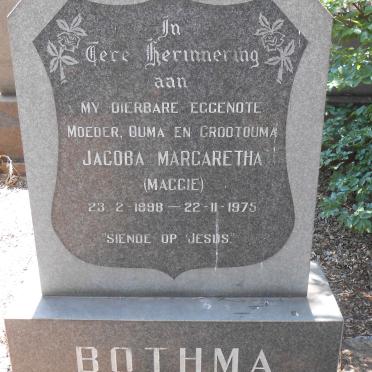 In
Tere Herinnering
aan
MY DIERBARE EGGENOTE
MOEDER, OUMA EN GROOTOUMA
JACOBA MARGARETHA
(MAGGIE)
23-2-1898 — 22-11-1975
"SIENDE OP JESUS."
BOTHMA